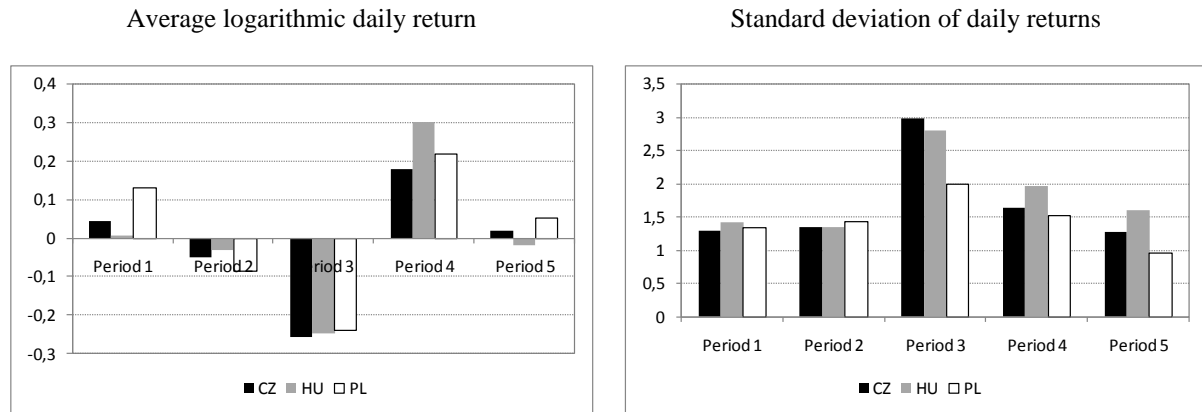 Average logarithmic daily return
0,4
0,3
0,2
0,1
0
-0,1
-0,2
-0,3
Period 1
Period 2
Period 3
Period 4
Period 5
CZ HU PL
Standard deviation of daily returns
3,5
3
2,5
2
1,5
1
0,5
0
Period 1 Period 2 Period 3 Period 4 Period 5
CZ HU PL